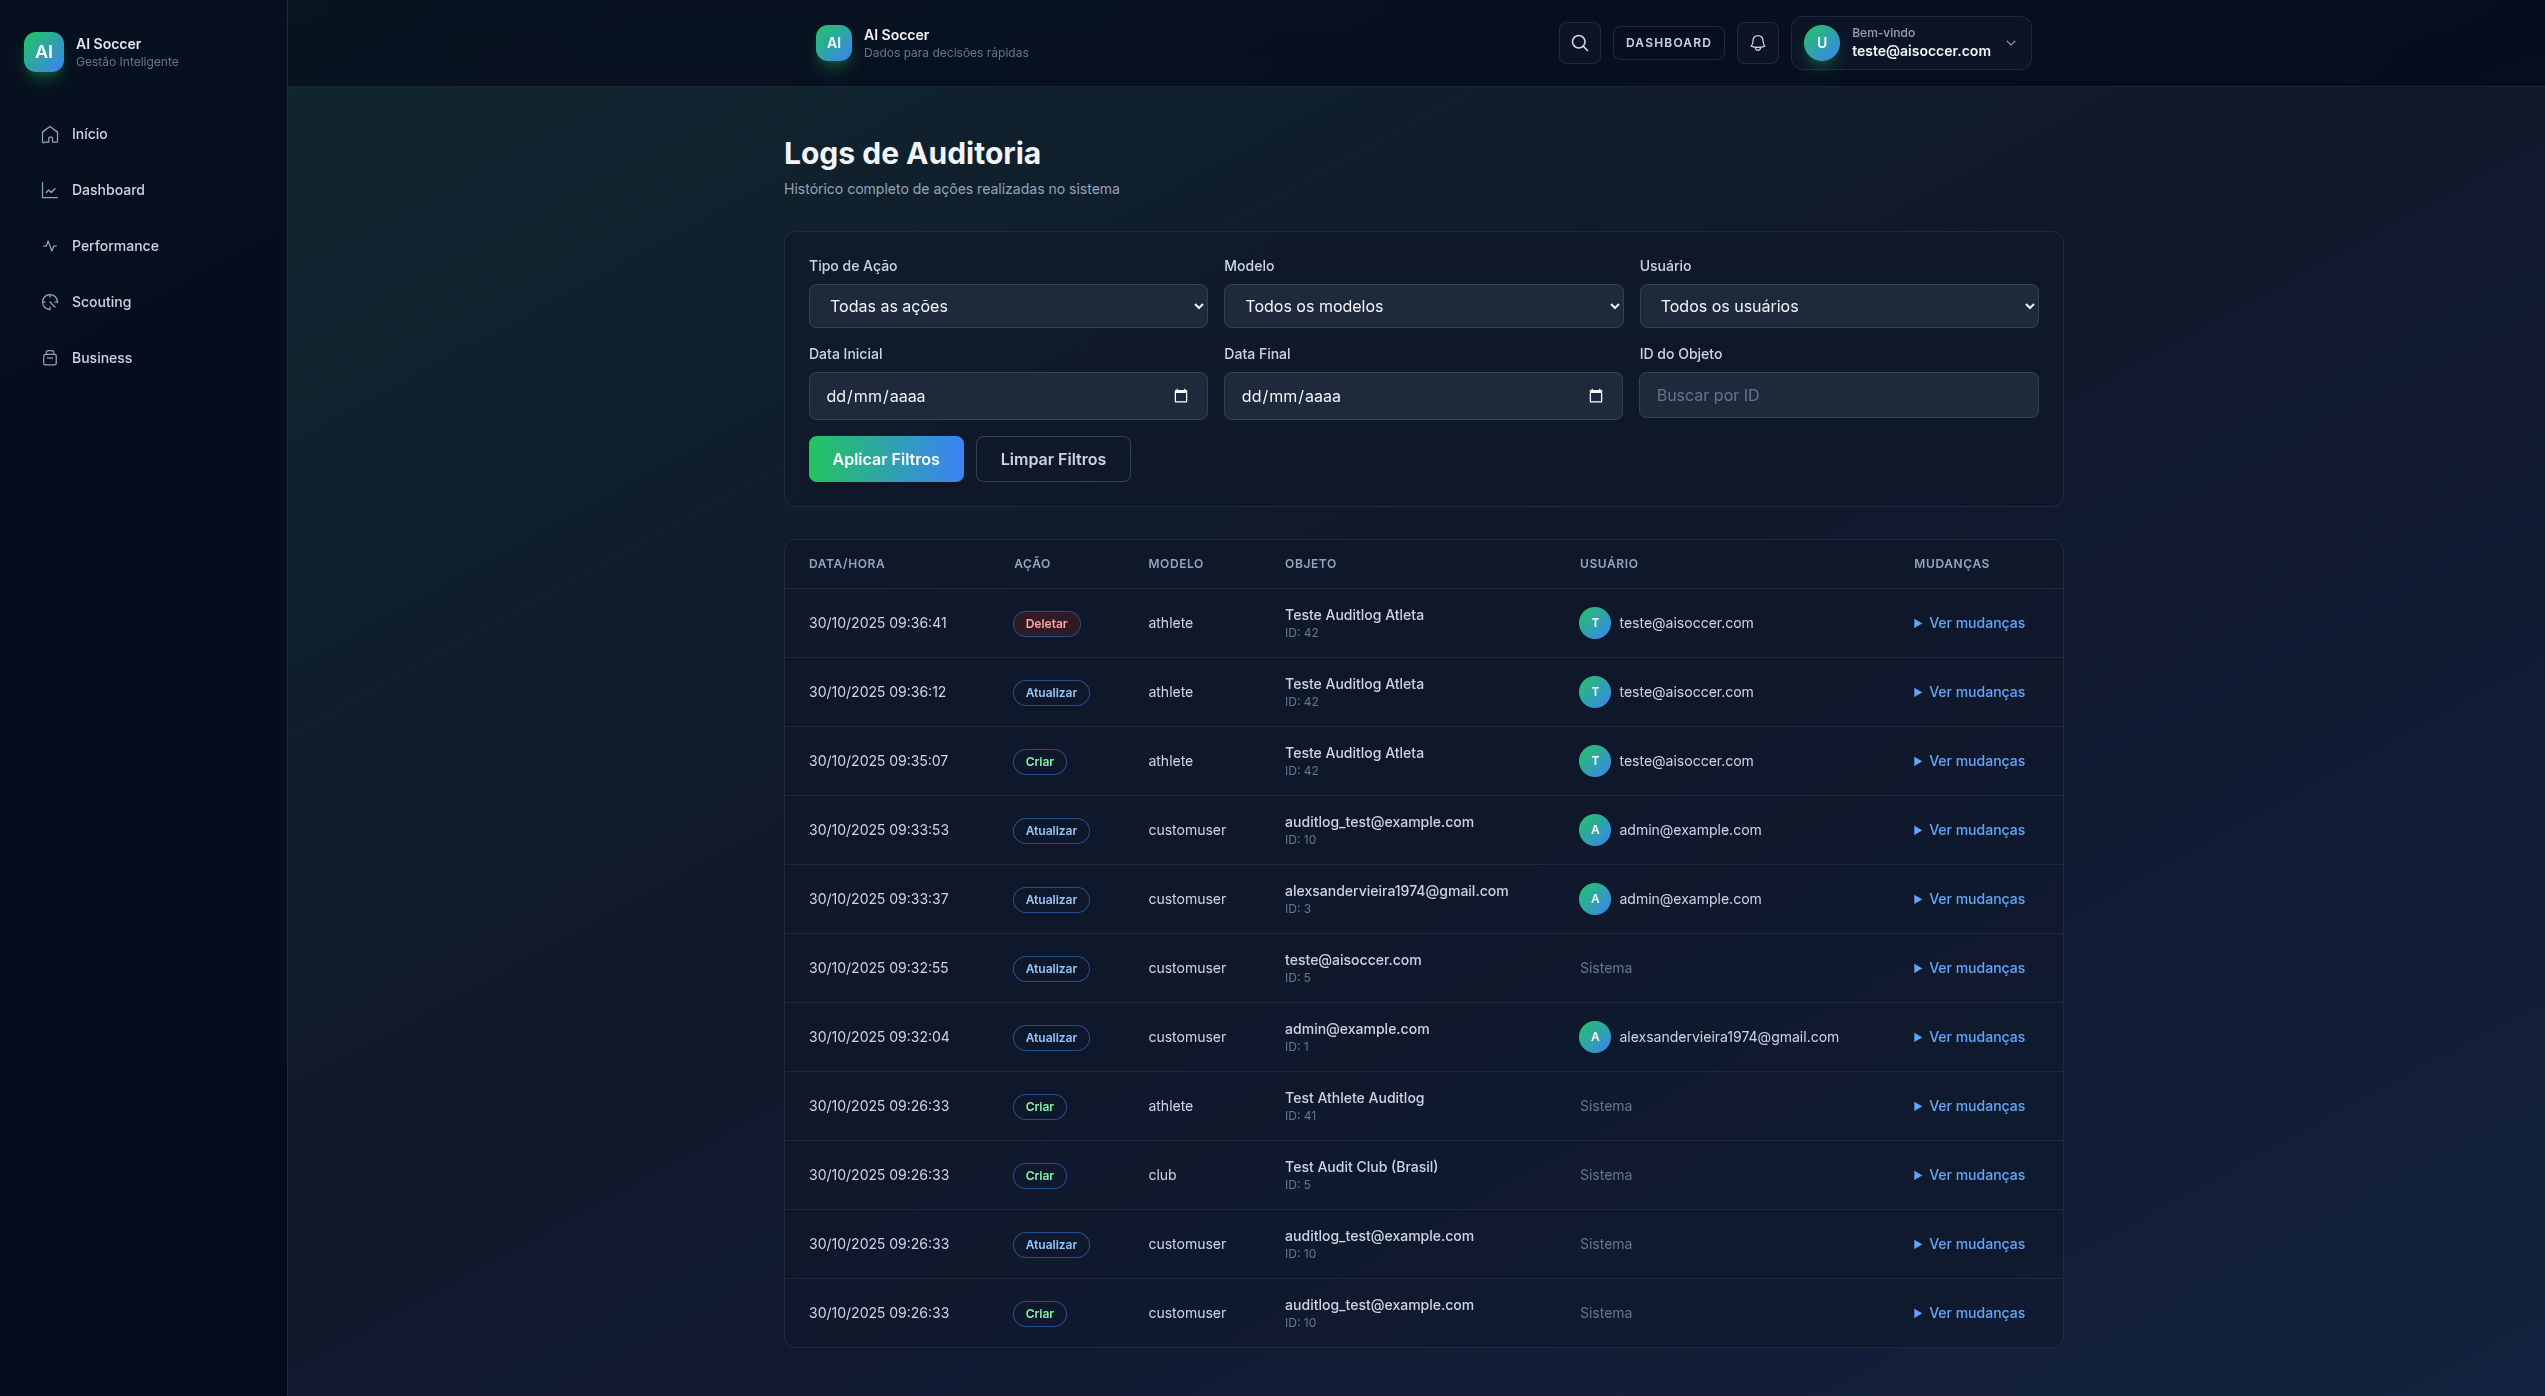 AI
AI Soccer
Gestão Inteligente
Início
Dashboard
Performance
Scouting
Business
AI
AI Soccer
Dados para decisões rápidas
DASHBOARD
U
Bem-vindo
teste@aisoccer.com
Logs de Auditoria
Histórico completo de ações realizadas no sistema
Tipo de Ação Modelo Usuário
Todas as ações Todos os modelos Todos os usuários
Data Inicial Data Final ID do Objeto
dd/mm/aaaa dd/mm/aaaa Buscar por ID
Aplicar Filtros Limpar Filtros
DATA/HORA AÇÃO MODELO OBJETO USUÁRIO MUDANÇAS
30/10/2025 09:36:41 Deletar athlete Teste Auditlog Atleta T teste@aisoccer.com Ver mudanças
ID: 42
30/10/2025 09:36:12 Atualizar athlete Teste Auditlog Atleta T teste@aisoccer.com Ver mudanças
ID: 42
30/10/2025 09:35:07 Criar athlete Teste Auditlog Atleta T teste@aisoccer.com Ver mudanças
ID: 42
30/10/2025 09:33:53 Atualizar customuser auditlog_test@example.com A admin@example.com Ver mudanças
ID: 10
30/10/2025 09:33:37 Atualizar customuser alexsandervieira1974@gmail.com A admin@example.com Ver mudanças
ID: 3
30/10/2025 09:32:55 Atualizar customuser teste@aisoccer.com Sistema Ver mudanças
ID: 5
30/10/2025 09:32:04 Atualizar customuser admin@example.com A alexsandervieira1974@gmail.com Ver mudanças
ID: 1
30/10/2025 09:26:33 Criar athlete Test Athlete Auditlog Sistema Ver mudanças
ID: 41
30/10/2025 09:26:33 Criar club Test Audit Club (Brasil) Sistema Ver mudanças
ID: 5
30/10/2025 09:26:33 Atualizar customuser auditlog_test@example.com Sistema Ver mudanças
ID: 10
30/10/2025 09:26:33 Criar customuser auditlog_test@example.com Sistema Ver mudanças
ID: 10